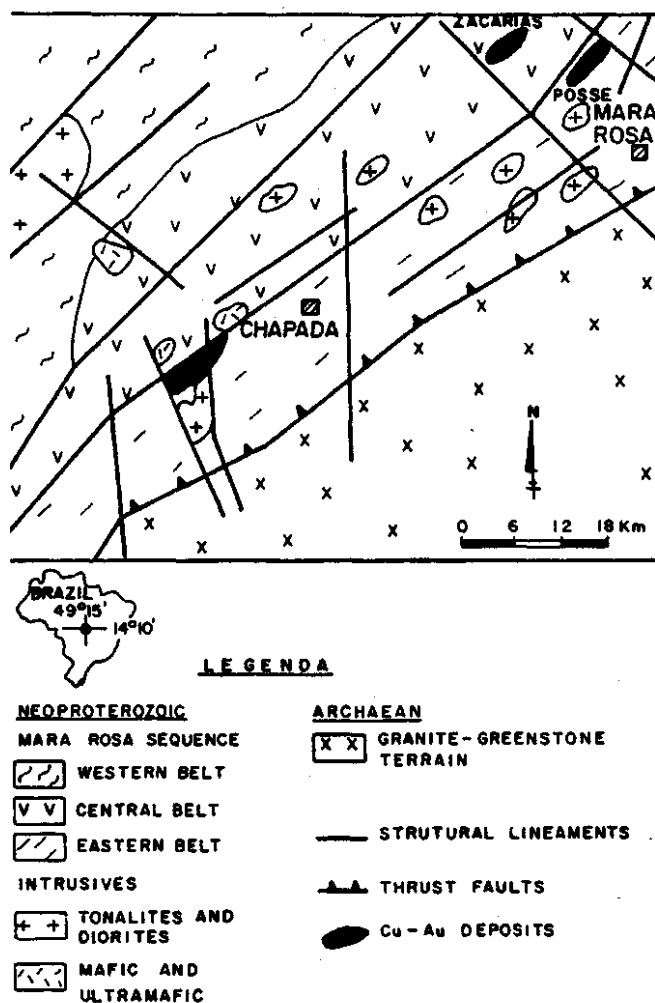 ZACARIAS
POSSE
MARA
ROSA
CHAPADA
N
0 6 12 18 Km
BRAZIL
49°15'
14°10'
LEGENDA
NEOPROTEROZOIC
MARA ROSA SEQUENCE
WESTERN BELT
CENTRAL BELT
EASTERN BELT
INTRUSIVES
TONALITES AND
DIORITES
MAFIC AND
ULTRAMAFIC
ARCHAEAN
GRANITE-GREENSTONE
TERRAIN
STRUTURAL LINEAMENTS
THRUST FAULTS
Cu-Au DEPOSITS